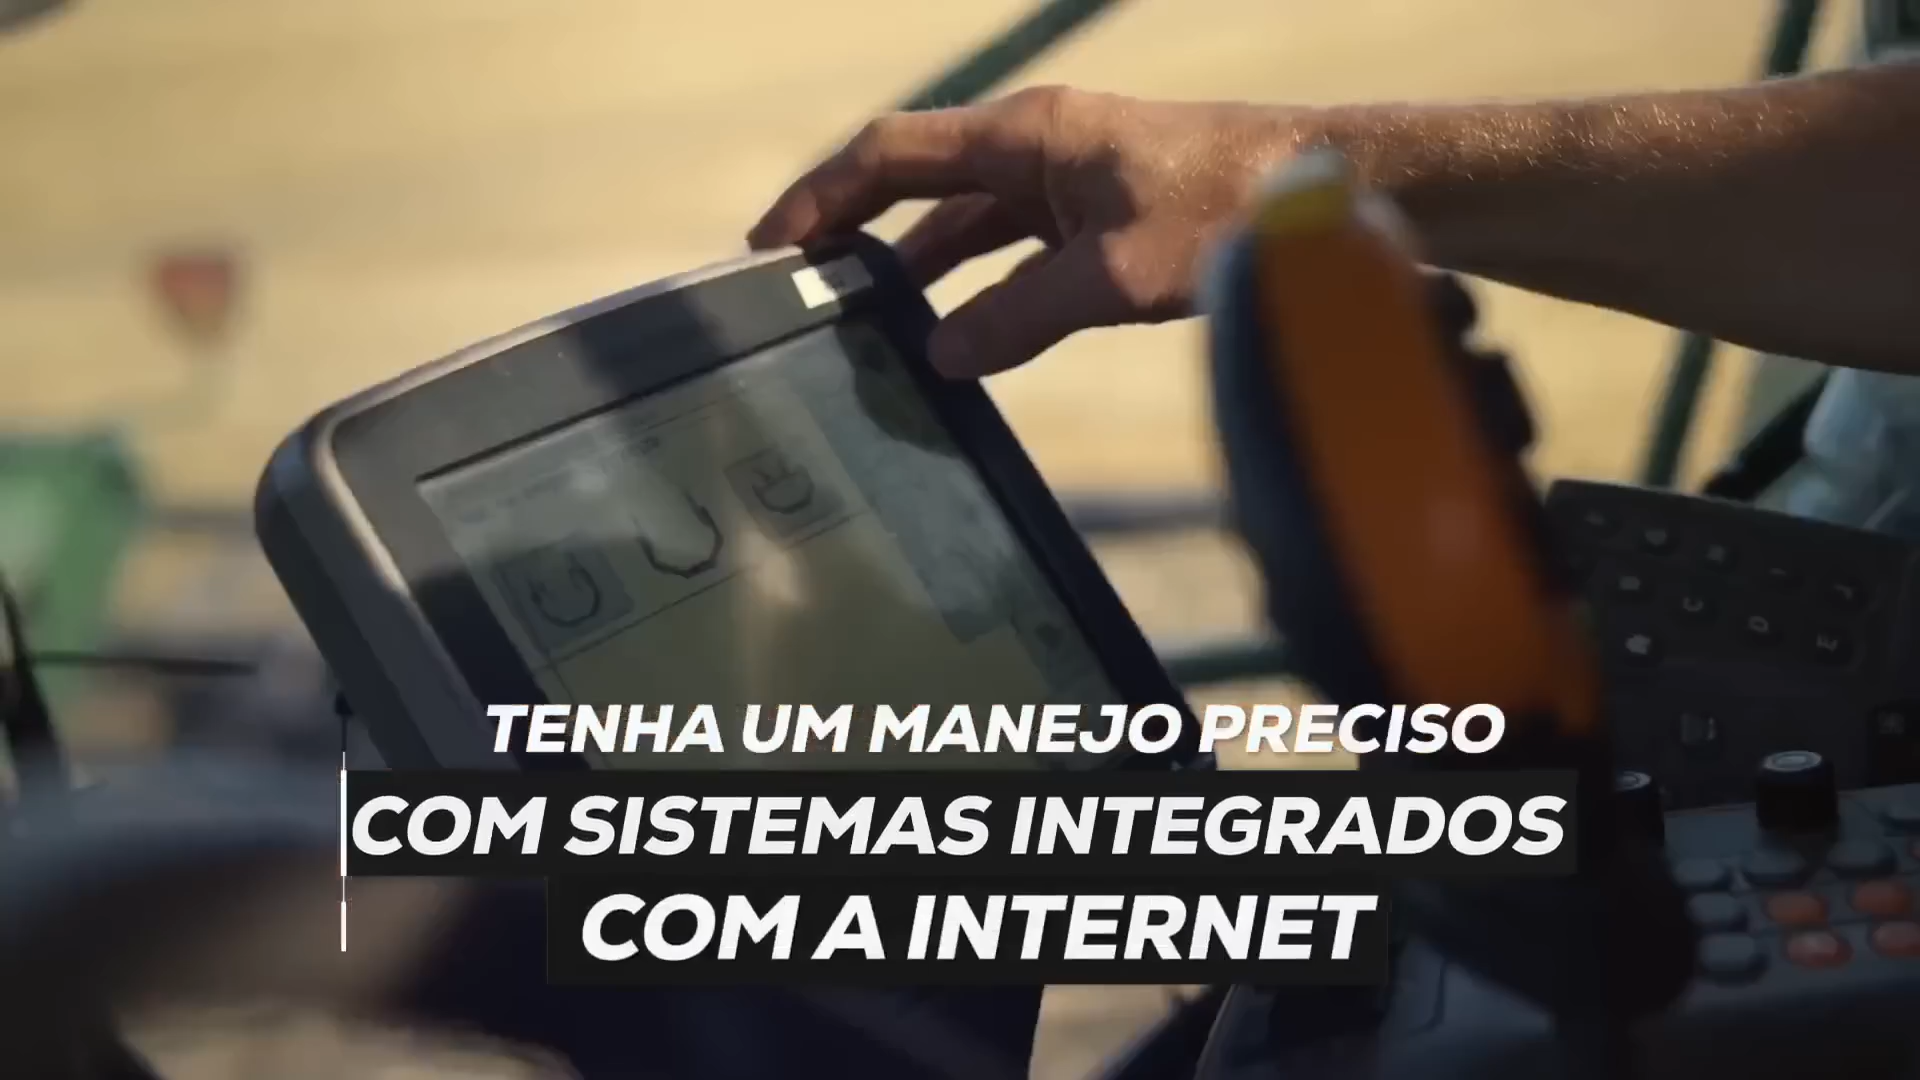 TENHA UM MANEJO PRECISO
COM SISTEMAS INTEGRADOS
COM A INTERNET